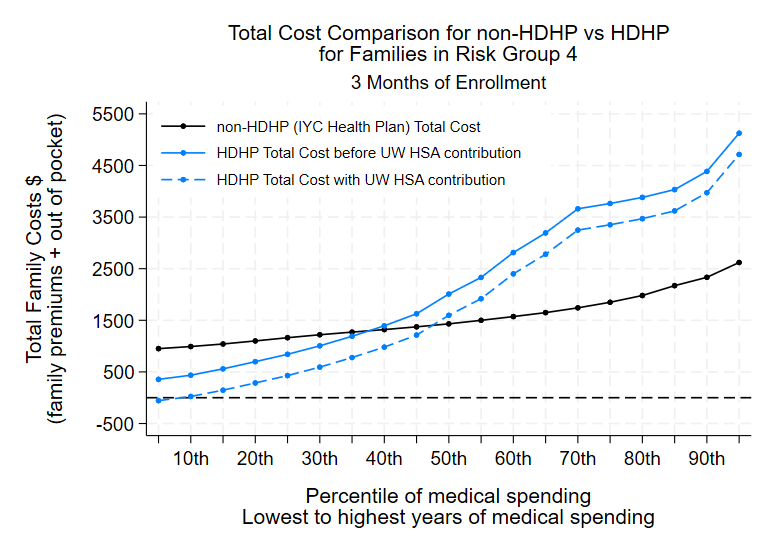 Total Cost Comparison for non-HDHP vs HDHP
for Families in Risk Group 4
3 Months of Enrollment
Total Family Costs $
(family premiums + out of pocket)
5500
4500
3500
2500
1500
500
-500
non-HDHP (IYC Health Plan) Total Cost
HDHP Total Cost before UW HSA contribution
HDHP Total Cost with UW HSA contribution
10th 20th 30th 40th 50th 60th 70th 80th 90th
Percentile of medical spending
Lowest to highest years of medical spending